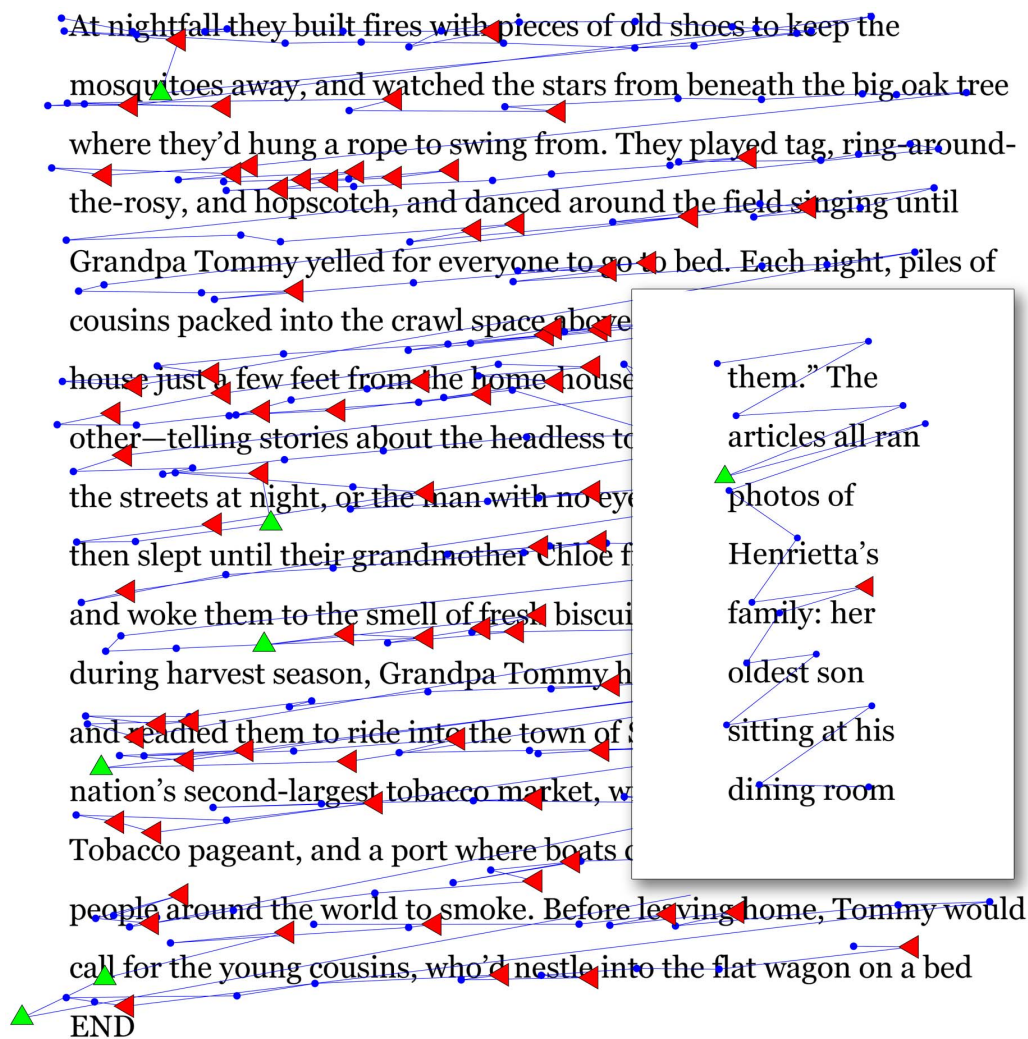 At nightfall they built fires with pieces of old shoes to keep the
mosquitoes away, and watched the stars from beneath the big oak tree
where they’d hung a rope to swing from. They played tag, ring-around-
the-rosy, and hopscotch, and danced around the field singing until
Grandpa Tommy yelled for everyone to go to bed. Each night, piles of
cousins packed into the crawl space above
house just a few feet from the home-house
other—telling stories about the headless to
the streets at night, or the man with no eye
then slept until their grandmother Chloe fi
and woke them to the smell of fresh biscui
during harvest season, Grandpa Tommy h
and readied them to ride into the town of S
nation’s second-largest tobacco market, w
Tobacco pageant, and a port where boats c
people around the world to smoke. Before leaving home, Tommy would
call for the young cousins, who’d nestle into the flat wagon on a bed
END
them.” The
articles all ran
photos of
Henrietta’s
family: her
oldest son
sitting at his
dining room